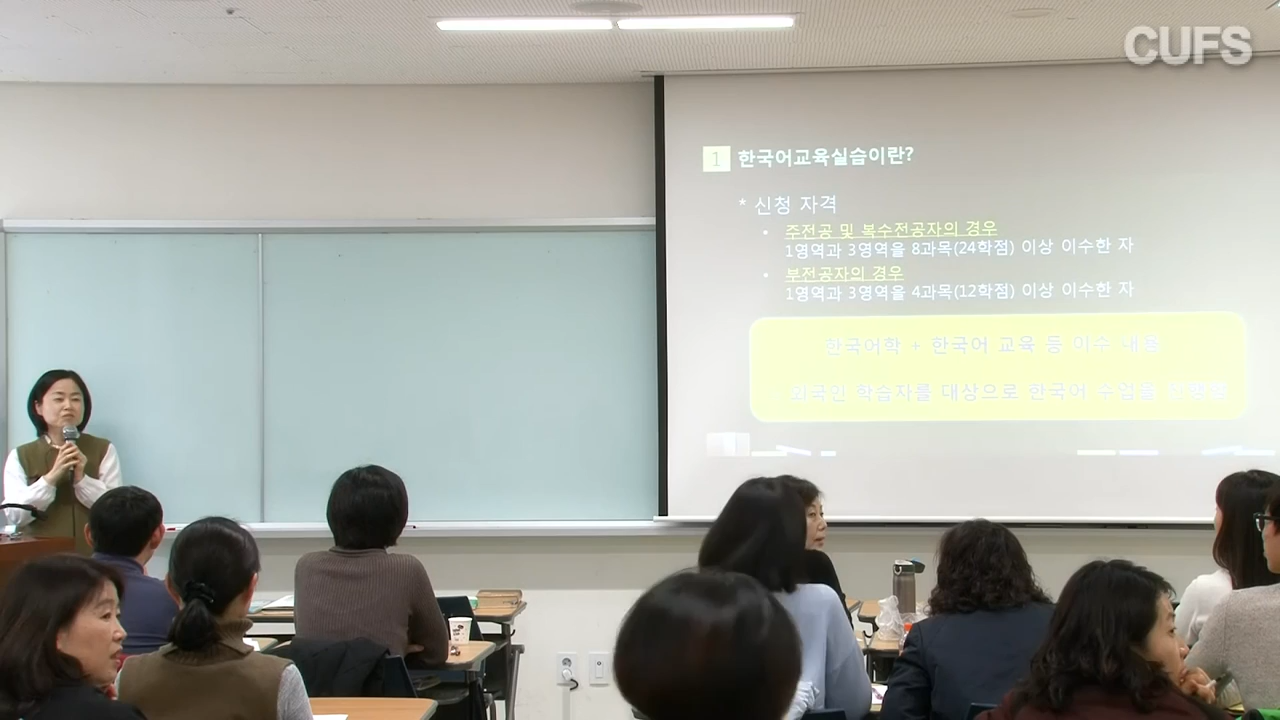 CUFS
1 한국어교육실습이란?
* 신청 자격
• 주전공 및 복수전공자의 경우
1영역과 3영역을 8과목(24학점) 이상 이수한 자
• 부전공자의 경우
1영역과 3영역을 4과목(12학점) 이상 이수한 자
한국어학 + 한국어 교육 등 이수 내용
외국인 학습자를 대상으로 한국어 수업을